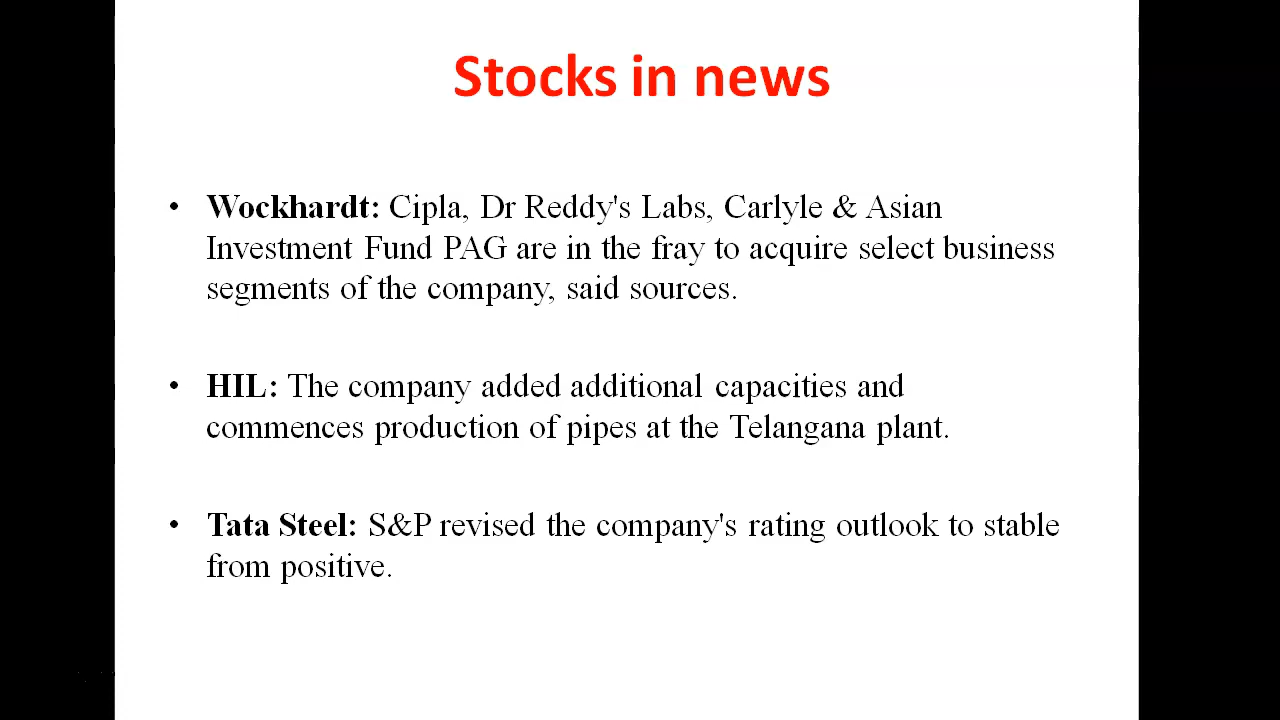 Stocks in news
• Wockhardt: Cipla, Dr Reddy's Labs, Carlyle & Asian
Investment Fund PAG are in the fray to acquire select business
segments of the company, said sources.
• HIL: The company added additional capacities and
commences production of pipes at the Telangana plant.
• Tata Steel: S&P revised the company's rating outlook to stable
from positive.